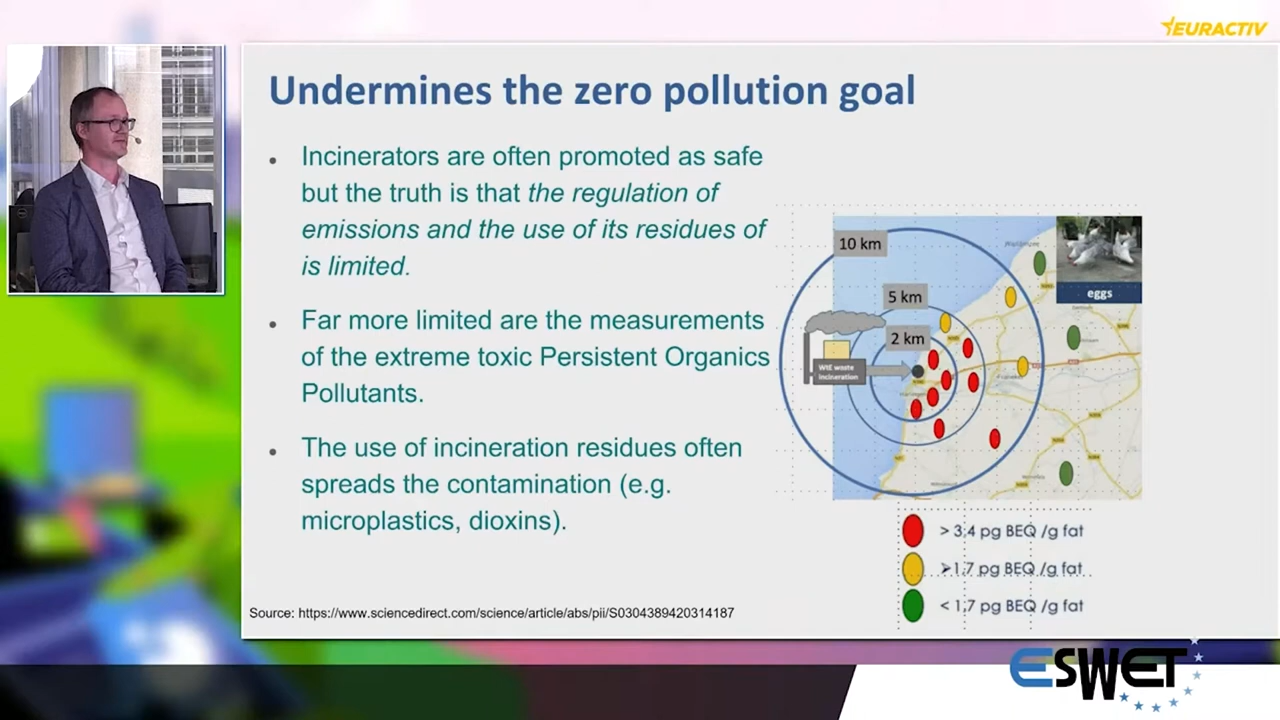 EURACTIV
Undermines the zero pollution goal
• Incinerators are often promoted as safe
but the truth is that the regulation of
emissions and the use of its residues of
is limited.
• Far more limited are the measurements
of the extreme toxic Persistent Organics
Pollutants.
• The use of incineration residues often
spreads the contamination (e.g.
microplastics, dioxins).
10 km
5 km
2 km
WtE waste
incineration
eggs
> 3,4 pg BEQ /g fat
>1,7 pg BEQ /g fat
< 1,7 pg BEQ /g fat
Source: https://www.sciencedirect.com/science/article/abs/pii/S0304389420314187
ESWET